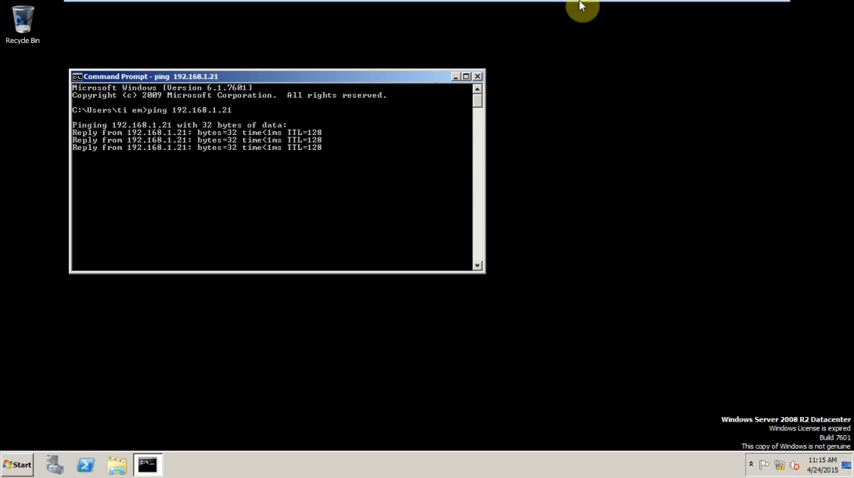 Recycle Bin
Command Prompt - ping 192.168.1.21
Microsoft Windows [Version 6.1.7601]
Copyright (c) 2009 Microsoft Corporation.  All rights reserved.
C:\Users\ti em>ping 192.168.1.21
Pinging 192.168.1.21 with 32 bytes of data:
Reply from 192.168.1.21: bytes=32 time<1ms TTL=128
Reply from 192.168.1.21: bytes=32 time<1ms TTL=128
Reply from 192.168.1.21: bytes=32 time<1ms TTL=128
Windows Server 2008 R2 Datacenter
Windows License is expired
Build 7601
This copy of Windows is not genuine
Start
11:15 AM
4/24/2015